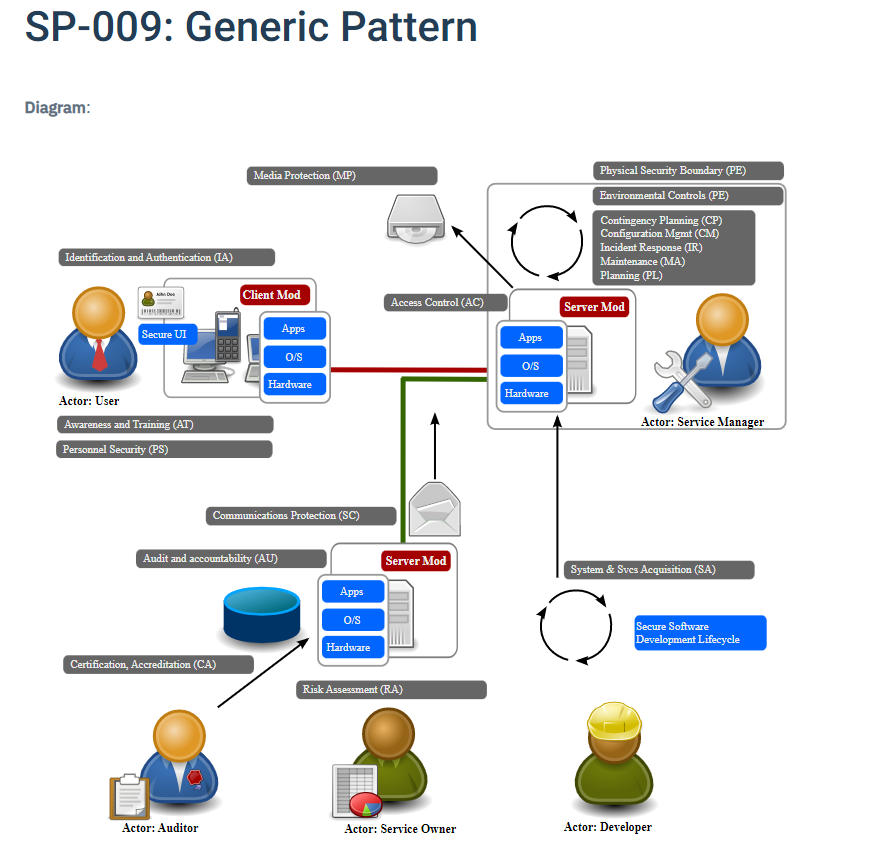 SP-009: Generic Pattern
Diagram:
Media Protection (MP)
Physical Security Boundary (PE)
Environmental Controls (PE)
Contingency Planning (CP)
Configuration Mgmt (CM)
Incident Response (IR)
Maintenance (MA)
Planning (PL)
Identification and Authentication (IA)
John Doe
Client Mod
Secure UI
Apps
O/S
Hardware
Actor: User
Awareness and Training (AT)
Personnel Security (PS)
Access Control (AC)
Server Mod
Apps
O/S
Hardware
Actor: Service Manager
Communications Protection (SC)
Audit and accountability (AU)
Server Mod
Apps
O/S
Hardware
System & Svcs Acquisition (SA)
Secure Software
Development Lifecycle
Certification, Accreditation (CA)
Risk Assessment (RA)
Actor: Auditor
Actor: Service Owner
Actor: Developer